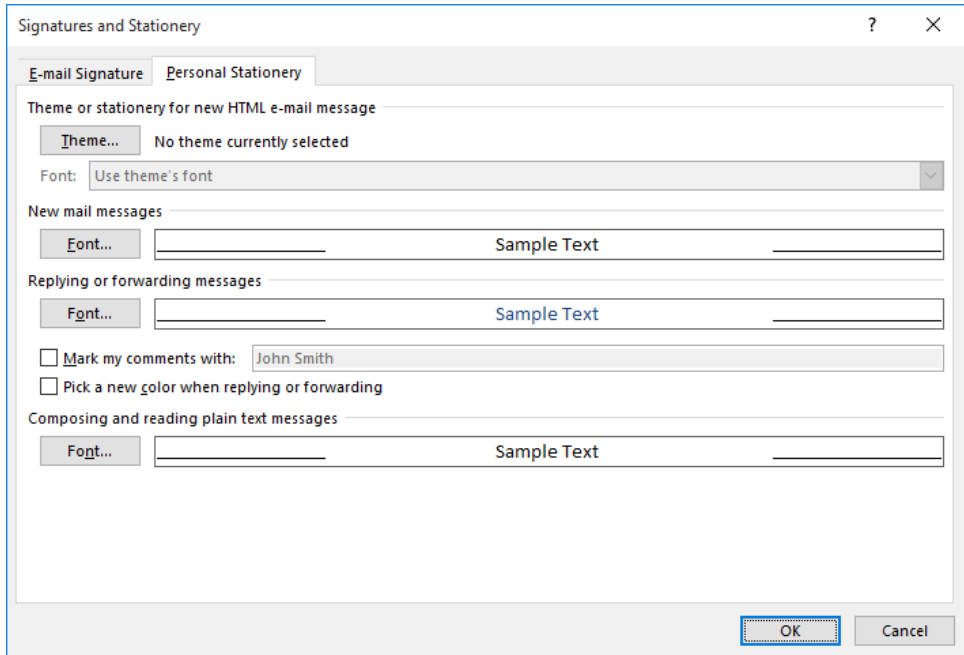 Signatures and Stationery ? ×
E-mail Signature Personal Stationery
Theme or stationery for new HTML e-mail message
Theme... No theme currently selected
Font: Use theme's font
New mail messages
Font... Sample Text
Replying or forwarding messages
Font... Sample Text
Mark my comments with: John Smith
Pick a new color when replying or forwarding
Composing and reading plain text messages
Font... Sample Text
OK Cancel